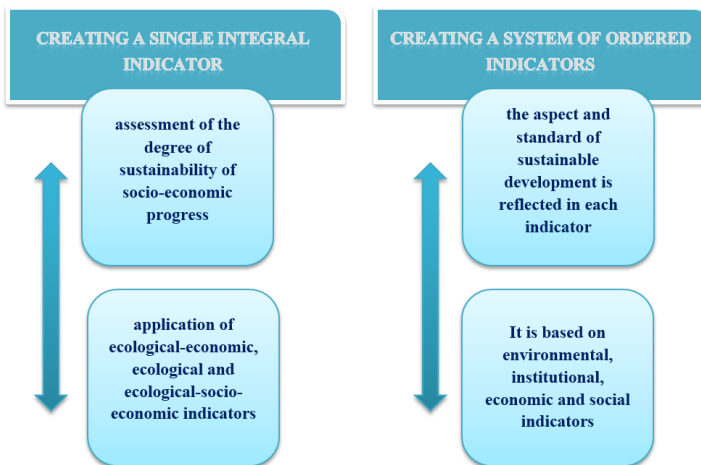 CREATING A SINGLE INTEGRAL
INDICATOR
assessment of the
degree of
sustainability of
socio-economic
progress
application of
ecological-economic,
ecological and
ecological-socio-
economic indicators
CREATING A SYSTEM OF ORDERED
INDICATORS
the aspect and
standard of
sustainable
development is
reflected in each
indicator
It is based on
environmental,
institutional,
economic and social
indicators